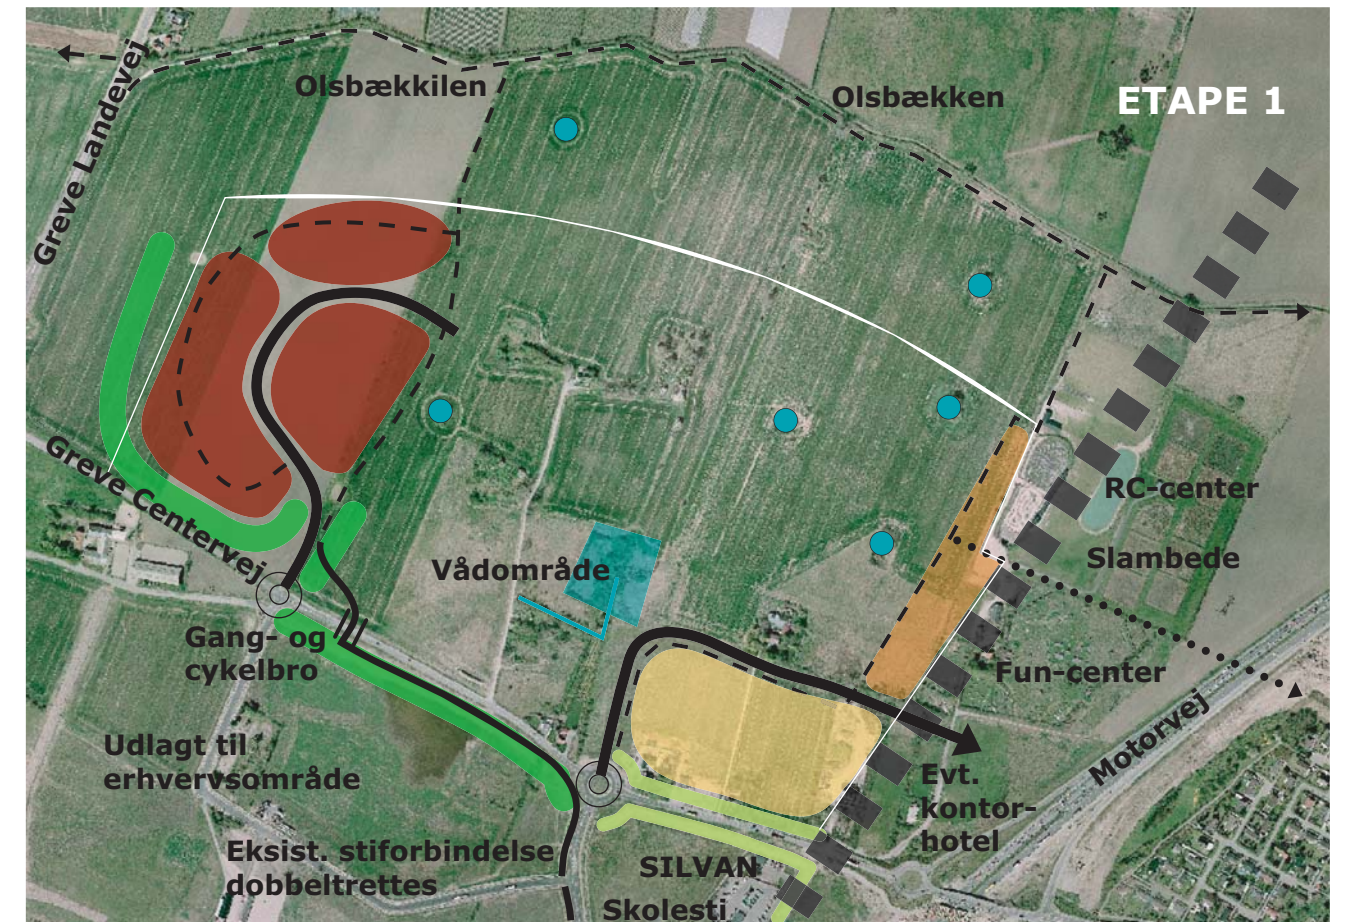 Olsbækkilen
Olsbækken
ETAPE 1
Greve Landevej
Greve Centervej
RC-center
Vådområde
Slambede
Gang- og
cykelbro
Fun-center
Motorvej
Udlagt til
erhvervsområde
Evt.
kontor-
hotel
Eksist. stiforbindelse
dobbeltrettes
SILVAN
Skolesti